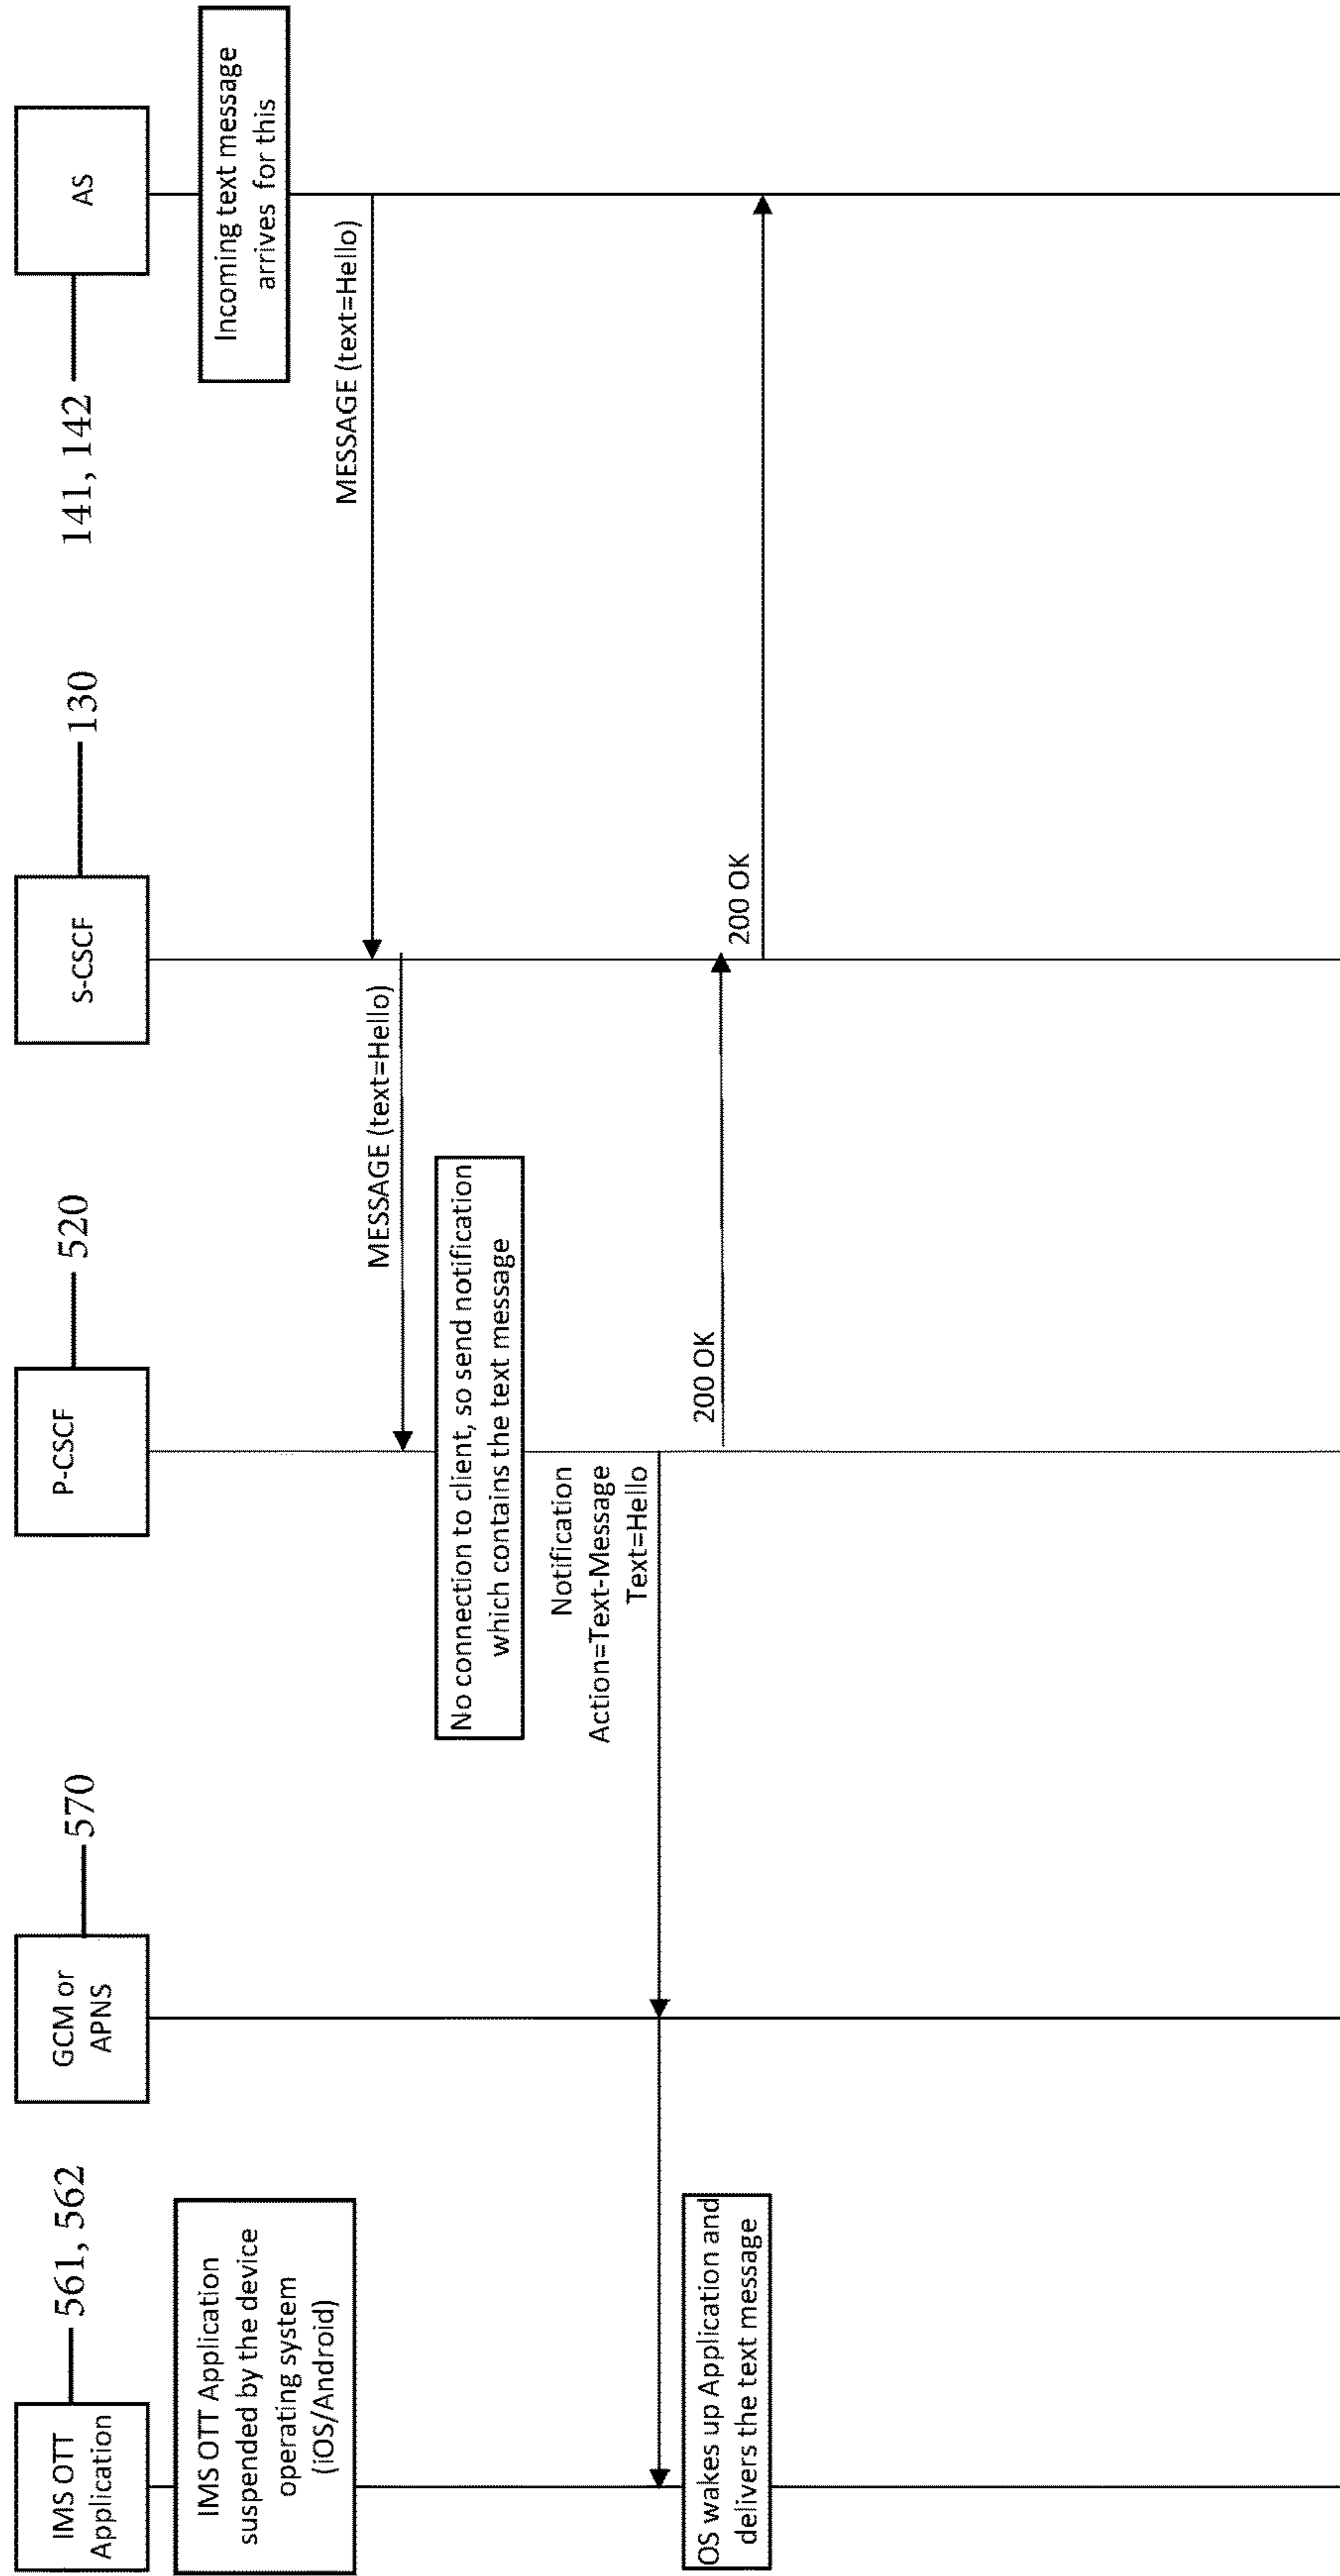 IMS OTT
Application
561, 562
GCM or
APNS
570
P-CSCF
520
S-CSCF
130
AS
141, 142
IMS OTT Application
suspended by the device
operating system
(iOS/Android)
Incoming text message
arrives for this
MESSAGE (text=Hello)
MESSAGE (text=Hello)
No connection to client, so send notification
which contains the text message
Notification
Action=Text-Message
Text=Hello
OS wakes up Application and
delivers the text message
200 OK
200 OK